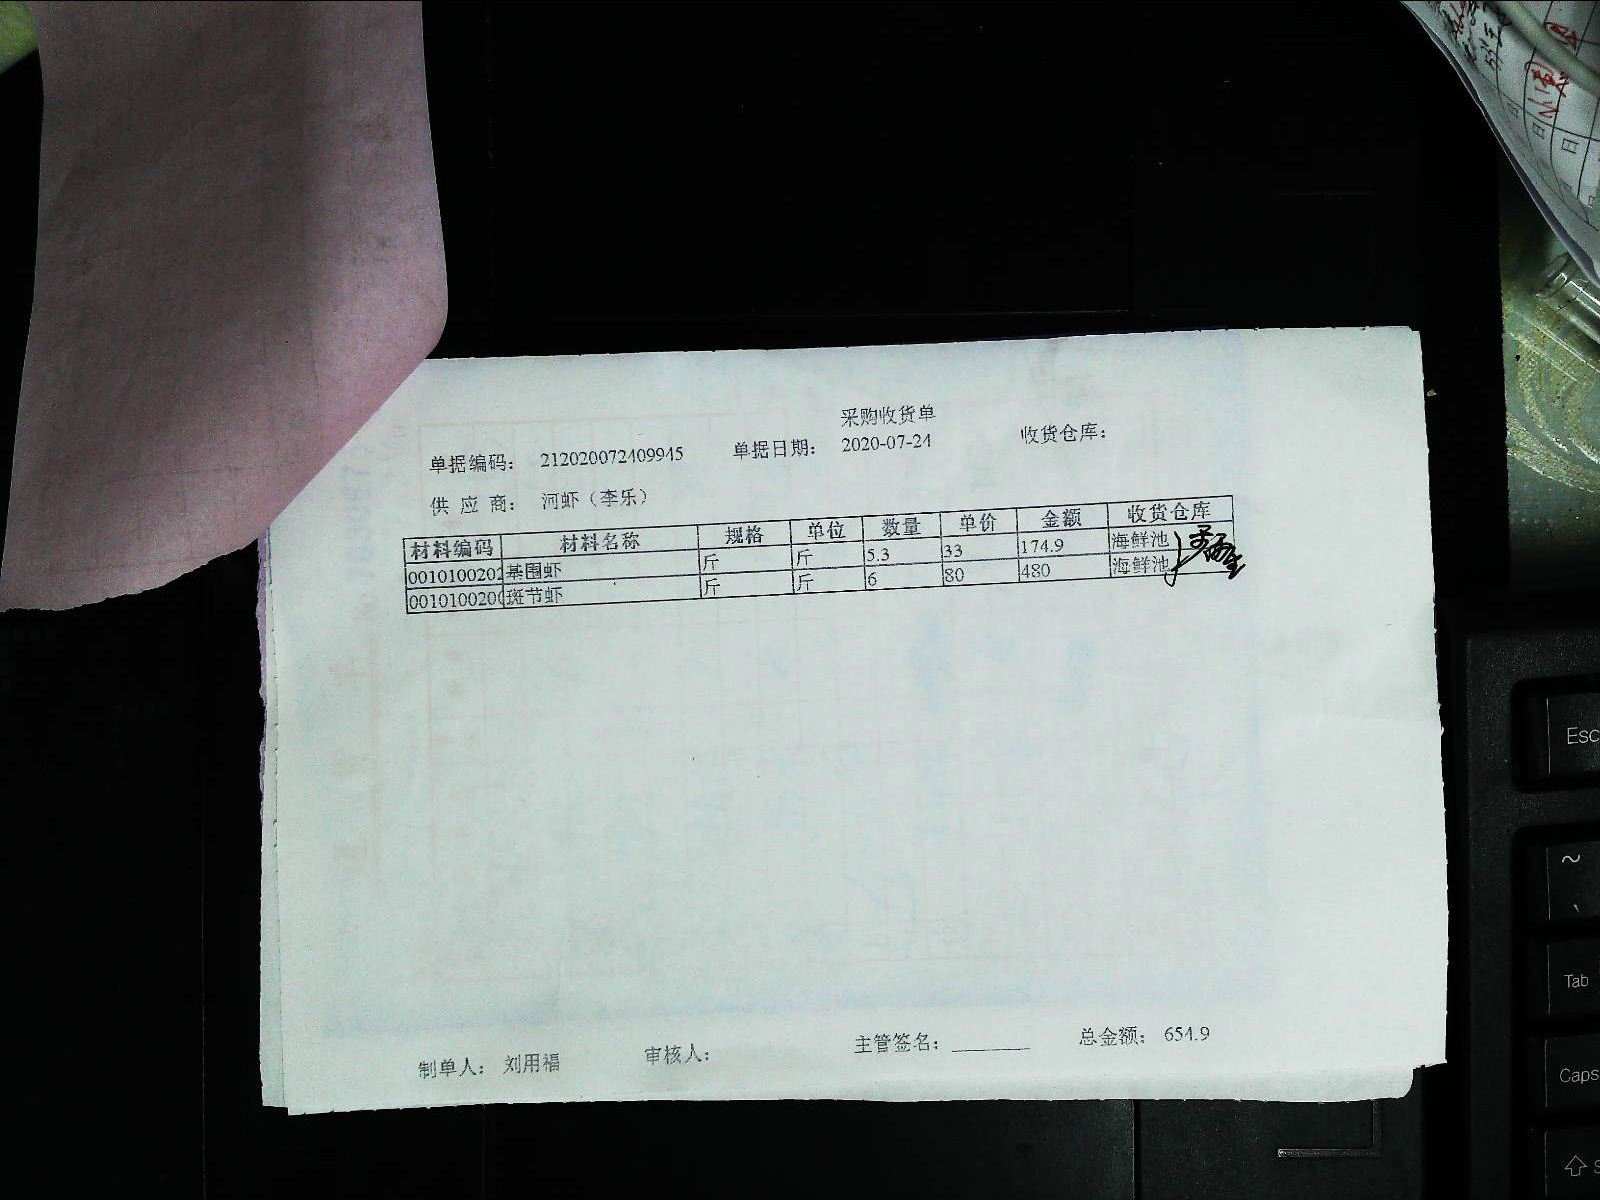 采购收货单
单据编码： 212020072409945 单据日期： 2020-07-24 收货仓库：
供 应 商： 河虾（李乐）
材料编码 材料名称 规格 单位 数量 单价 金额 收货仓库
0010100202 基围虾 斤 斤 5.3 33 174.9 海鲜池
001010020 斑节虾 斤 斤 6 80 480 海鲜池
制单人： 刘用福 审核人： 主管签名： 总金额： 654.9
Esc
~
Tab
Caps
日
日
日